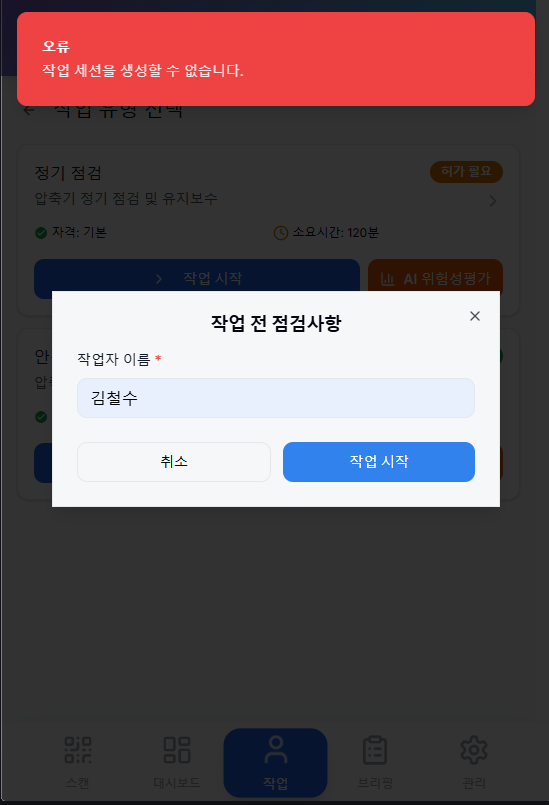 오류
작업 세션을 생성할 수 없습니다.
작업 유형 선택
정기 점검
허가 필요
압축기 정기 점검 및 유지보수
자격: 기본
소요시간: 120분
작업 시작
AI 위험성평가
작업 전 점검사항
안
작업자 이름 *
압
김철수
취소
작업 시작
스캔
대시보드
작업
브리핑
관리